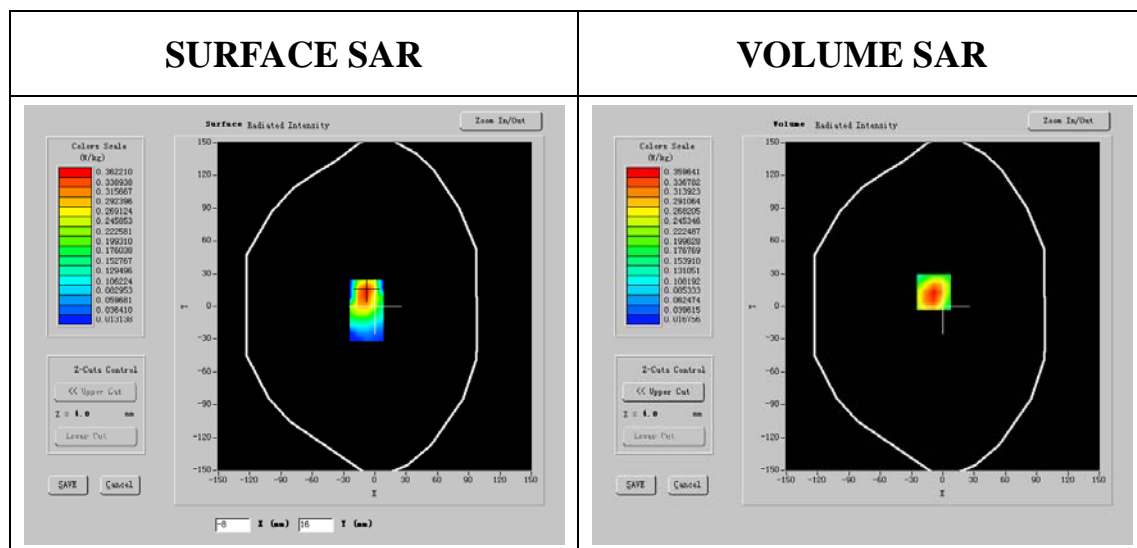 SURFACE SAR
VOLUME SAR
Surface Radiated Intensity
Zoom In/Out
Colors Scale
(W/kg)
0.362210
0.338938
0.315667
0.292396
0.269124
0.245853
0.222581
0.199310
0.176038
0.152767
0.129496
0.106224
0.082953
0.059681
0.036410
0.013138
150
120
90
60
30
0
-30
-60
-90
-120
-150
Y
-150 -120 -90 -60 -30 0 30 60 90 120 150
X
Z-Cuts Control
<< Upper Cut
Z = 4.0 mm
Lower Cut
SAVE Cancel
-8 X (mm) 16 Y (mm)
Volume Radiated Intensity
Zoom In/Out
Colors Scale
(W/kg)
0.359641
0.336782
0.313923
0.291064
0.268205
0.245346
0.222487
0.199628
0.176769
0.153910
0.131051
0.108192
0.085333
0.062474
0.039615
0.016756
150
120
90
60
30
0
-30
-60
-90
-120
-150
Y
-150 -120 -90 -60 -30 0 30 60 90 120 150
X
Z-Cuts Control
<< Upper Cut
Z = 4.0 mm
Lower Cut
SAVE Cancel